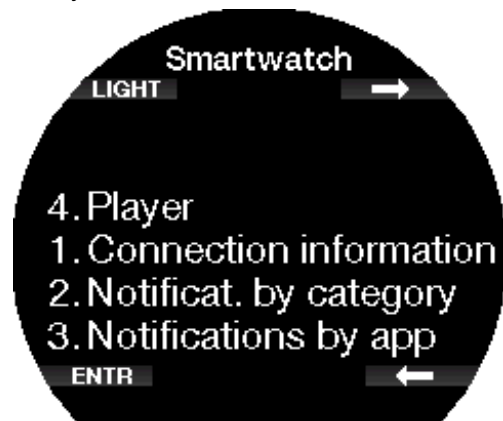 Smartwatch
LIGHT
4. Player
1. Connection information
2. Notificat. by category
3. Notifications by app
ENTR